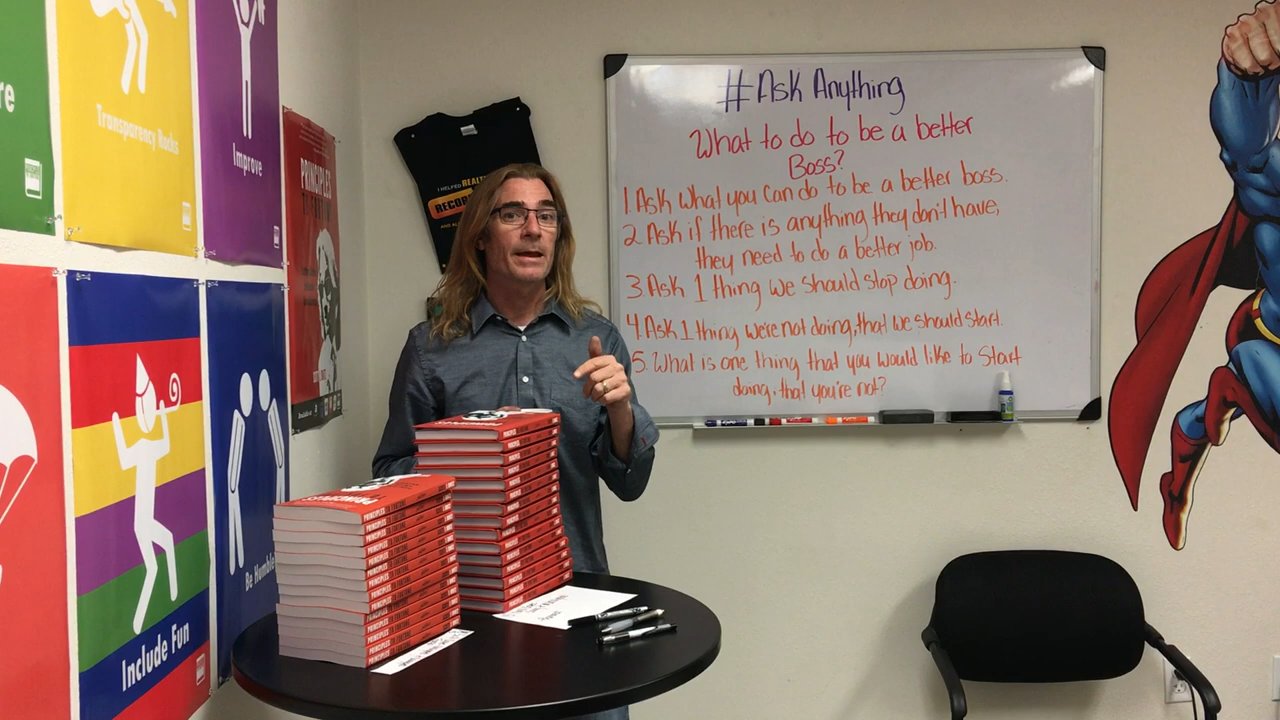 #Ask Anything
What to do to be a better
Boss?
1. Ask what you can do to be a better boss.
2. Ask if there is anything they don't have,
they need to do a better job.
3. Ask 1 thing we should stop doing.
4. Ask 1 thing we're not doing, that we should start.
5. What is one thing that you would like to start
doing, that you're not?
Transparency Rocks
Improve
Include Fun
Be Humble
PRINCIPLES
I HELPED
PRINCIPLES